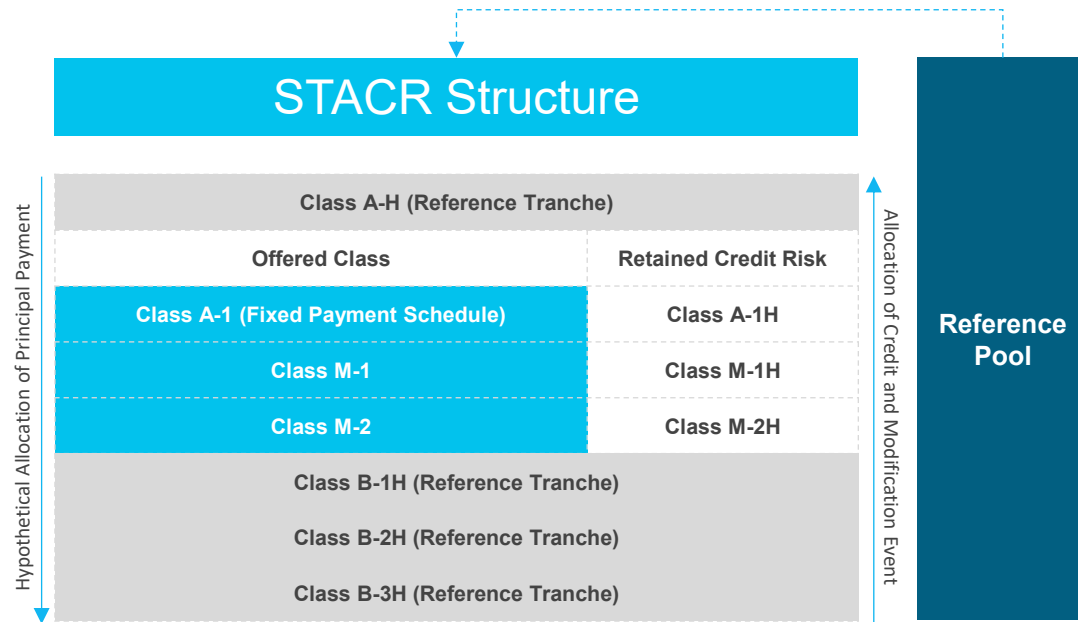 STACR Structure
Hypothetical Allocation of Principal Payment
Class A-H (Reference Tranche)
Offered Class
Retained Credit Risk
Class A-1 (Fixed Payment Schedule)
Class A-1H
Class M-1
Class M-1H
Class M-2
Class M-2H
Class B-1H (Reference Tranche)
Class B-2H (Reference Tranche)
Class B-3H (Reference Tranche)
Allocation of Credit and Modification Event
Reference
Pool